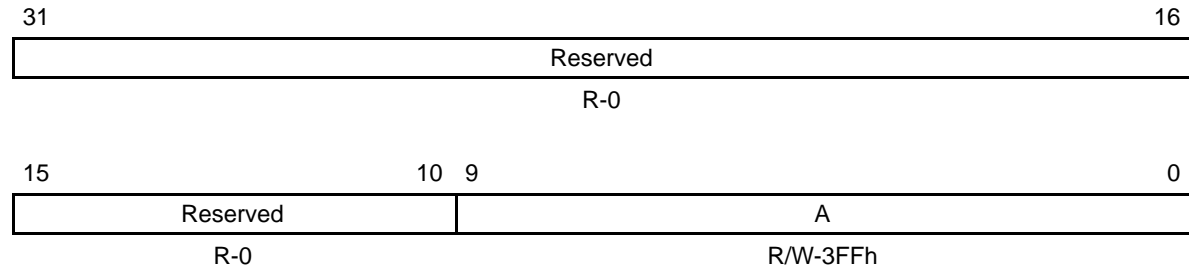 31 16
Reserved
R-0
15 10 9 0
Reserved A
R-0 R/W-3FFh